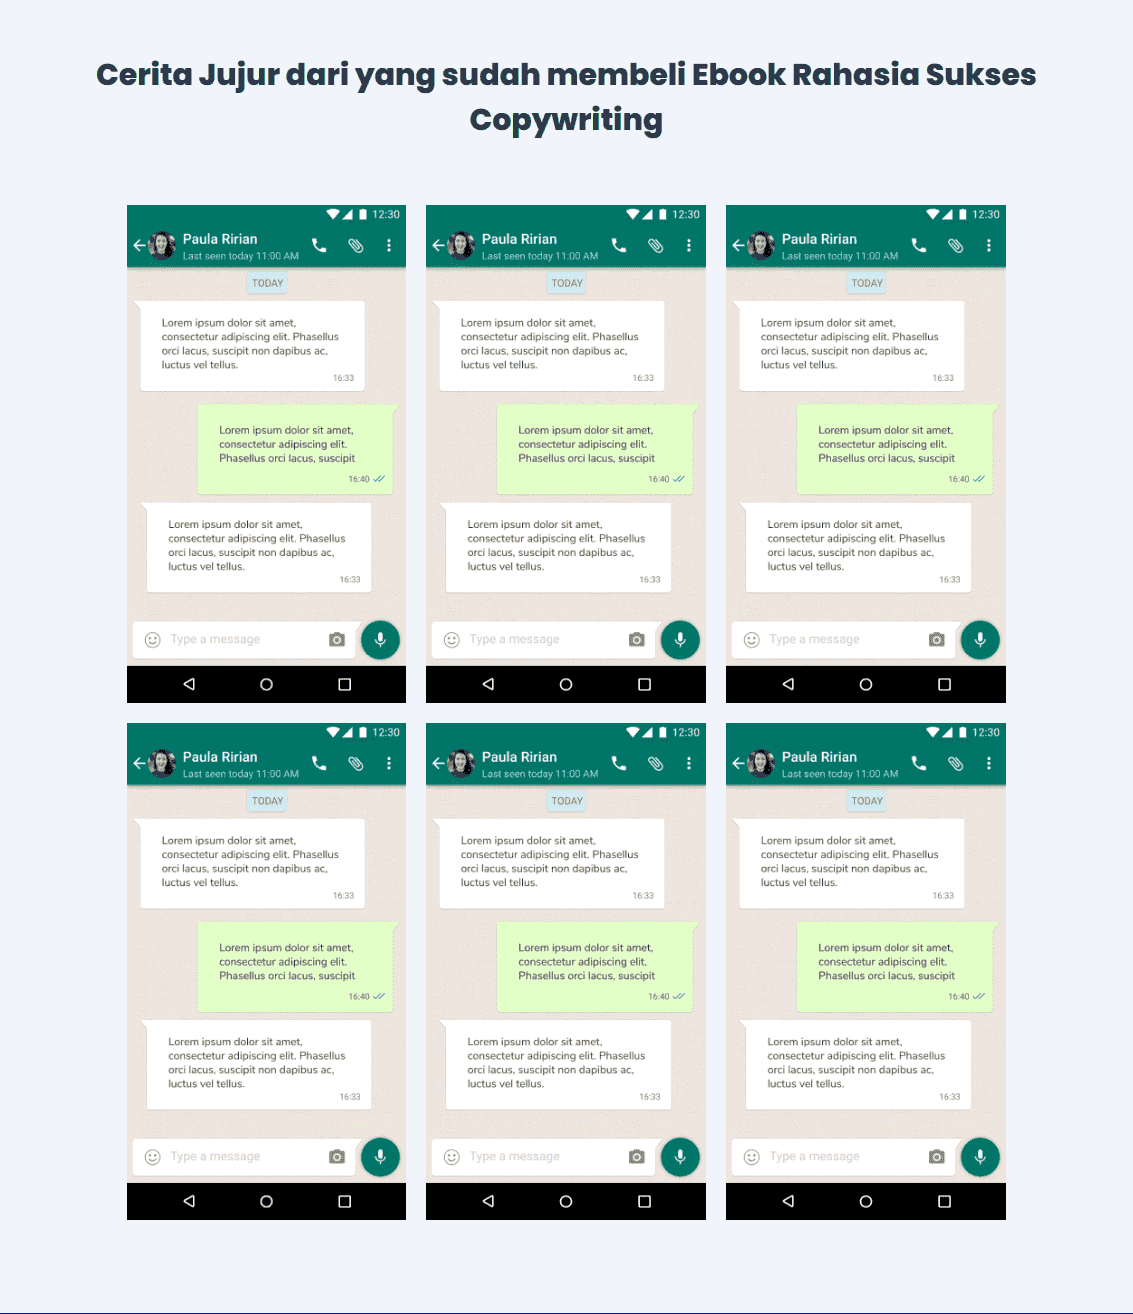 Cerita Jujur dari yang sudah membeli Ebook Rahasia Sukses
Copywriting
12:30
Paula Ririan
Last seen today 11:00 AM
TODAY
Lorem ipsum dolor sit amet,
consectetur adipiscing elit. Phasellus
orci lacus, suscipit non dapibus ac,
luctus vel tellus.
16:33
Lorem ipsum dolor sit amet,
consectetur adipiscing elit.
Phasellus orci lacus, suscipit
16:40
Lorem ipsum dolor sit amet,
consectetur adipiscing elit. Phasellus
orci lacus, suscipit non dapibus ac,
luctus vel tellus.
16:33
Type a message
12:30
Paula Ririan
Last seen today 11:00 AM
TODAY
Lorem ipsum dolor sit amet,
consectetur adipiscing elit. Phasellus
orci lacus, suscipit non dapibus ac,
luctus vel tellus.
16:33
Lorem ipsum dolor sit amet,
consectetur adipiscing elit.
Phasellus orci lacus, suscipit
16:40
Lorem ipsum dolor sit amet,
consectetur adipiscing elit. Phasellus
orci lacus, suscipit non dapibus ac,
luctus vel tellus.
16:33
Type a message
12:30
Paula Ririan
Last seen today 11:00 AM
TODAY
Lorem ipsum dolor sit amet,
consectetur adipiscing elit. Phasellus
orci lacus, suscipit non dapibus ac,
luctus vel tellus.
16:33
Lorem ipsum dolor sit amet,
consectetur adipiscing elit.
Phasellus orci lacus, suscipit
16:40
Lorem ipsum dolor sit amet,
consectetur adipiscing elit. Phasellus
orci lacus, suscipit non dapibus ac,
luctus vel tellus.
16:33
Type a message
12:30
Paula Ririan
Last seen today 11:00 AM
TODAY
Lorem ipsum dolor sit amet,
consectetur adipiscing elit. Phasellus
orci lacus, suscipit non dapibus ac,
luctus vel tellus.
16:33
Lorem ipsum dolor sit amet,
consectetur adipiscing elit.
Phasellus orci lacus, suscipit
16:40
Lorem ipsum dolor sit amet,
consectetur adipiscing elit. Phasellus
orci lacus, suscipit non dapibus ac,
luctus vel tellus.
16:33
Type a message
12:30
Paula Ririan
Last seen today 11:00 AM
TODAY
Lorem ipsum dolor sit amet,
consectetur adipiscing elit. Phasellus
orci lacus, suscipit non dapibus ac,
luctus vel tellus.
16:33
Lorem ipsum dolor sit amet,
consectetur adipiscing elit.
Phasellus orci lacus, suscipit
16:40
Lorem ipsum dolor sit amet,
consectetur adipiscing elit. Phasellus
orci lacus, suscipit non dapibus ac,
luctus vel tellus.
16:33
Type a message
12:30
Paula Ririan
Last seen today 11:00 AM
TODAY
Lorem ipsum dolor sit amet,
consectetur adipiscing elit. Phasellus
orci lacus, suscipit non dapibus ac,
luctus vel tellus.
16:33
Lorem ipsum dolor sit amet,
consectetur adipiscing elit.
Phasellus orci lacus, suscipit
16:40
Lorem ipsum dolor sit amet,
consectetur adipiscing elit. Phasellus
orci lacus, suscipit non dapibus ac,
luctus vel tellus.
16:33
Type a message